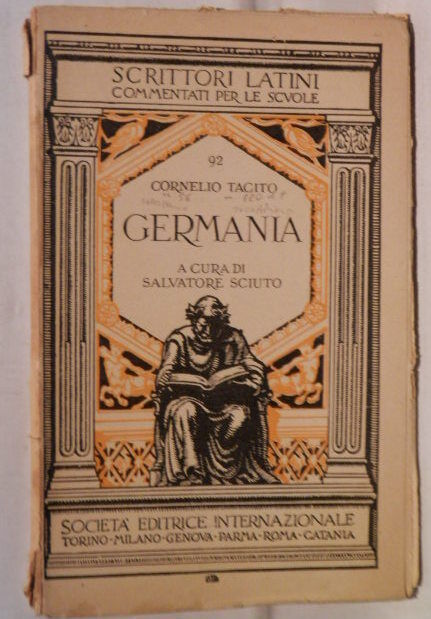 SCRITTORI LATINI
COMMENTATI PER LE SCVOLE
92
CORNELIO TACITO
GERMANIA
A CURA DI
SALVATORE SCIUTO
SOCIETÀ EDITRICE INTERNAZIONALE
TORINO-MILANO-GENOVA-PARMA-ROMA-CATANIA